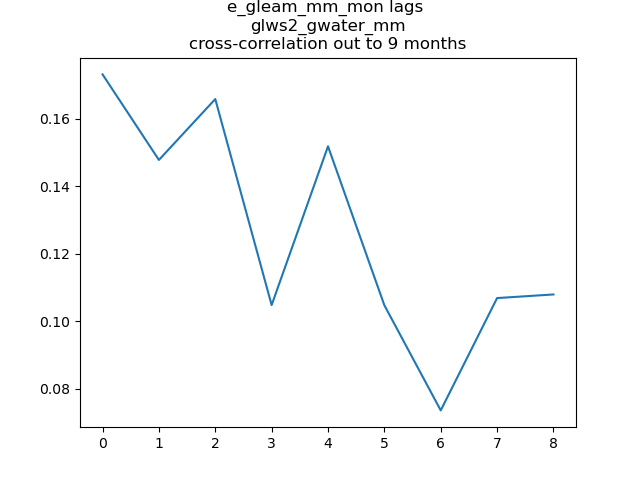 e_gleam_mm_mon lags
glws2_gwater_mm
cross-correlation out to 9 months
0.16
0.14
0.12
0.10
0.08
0 1 2 3 4 5 6 7 8